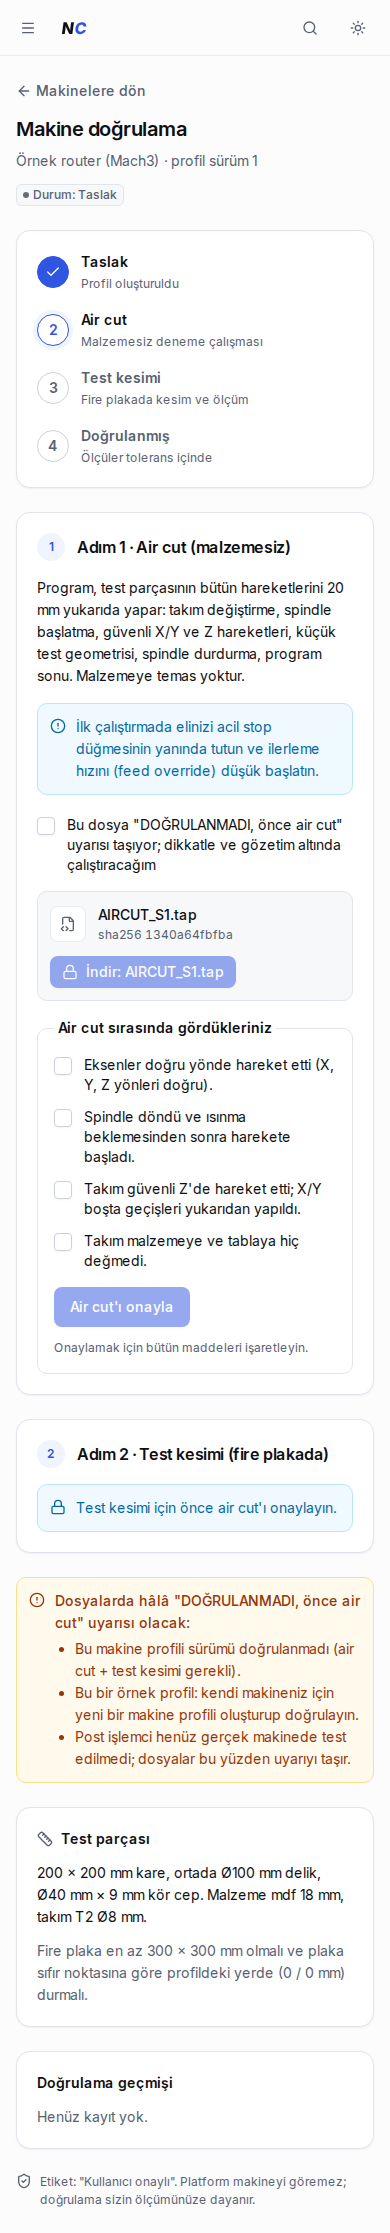 NC
Makinelere dön
Makine doğrulama
Örnek router (Mach3) · profil sürüm 1
Durum: Taslak
Taslak
Profil oluşturuldu
2
Air cut
Malzemesiz deneme çalışması
3
Test kesimi
Fire plakada kesim ve ölçüm
4
Doğrulanmış
Ölçüler tolerans içinde
1
Adım 1 · Air cut (malzemesiz)
Program, test parçasının bütün hareketlerini 20
mm yukarıda yapar: takım değiştirme, spindle
başlatma, güvenli X/Y ve Z hareketleri, küçük
test geometrisi, spindle durdurma, program
sonu. Malzemeye temas yoktur.
İlk çalıştırmada elinizi acil stop
düğmesinin yanında tutun ve ilerleme
hızını (feed override) düşük başlatın.
Bu dosya "DOĞRULANMADI, önce air cut"
uyarısı taşıyor; dikkatle ve gözetim altında
çalıştıracağım
AIRCUT_S1.tap
sha256 1340a64fbfba
İndir: AIRCUT_S1.tap
Air cut sırasında gördükleriniz
Eksenler doğru yönde hareket etti (X,
Y, Z yönleri doğru).
Spindle döndü ve ısınma
beklemesinden sonra harekete
başladı.
Takım güvenli Z'de hareket etti; X/Y
boşta geçişleri yukarıdan yapıldı.
Takım malzemeye ve tablaya hiç
değmedi.
Air cut'ı onayla
Onaylamak için bütün maddeleri işaretleyin.
2
Adım 2 · Test kesimi (fire plakada)
Test kesimi için önce air cut'ı onaylayın.
Dosyalarda hâlâ "DOĞRULANMADI, önce air
cut" uyarısı olacak:
• Bu makine profili sürümü doğrulanmadı (air
cut + test kesimi gerekli).
• Bu bir örnek profil: kendi makineniz için
yeni bir makine profili oluşturup doğrulayın.
• Post işlemci henüz gerçek makinede test
edilmedi; dosyalar bu yüzden uyarıyı taşır.
Test parçası
200 × 200 mm kare, ortada Ø100 mm delik,
Ø40 mm × 9 mm kör cep. Malzeme mdf 18 mm,
takım T2 Ø8 mm.
Fire plaka en az 300 × 300 mm olmalı ve plaka
sıfır noktasına göre profildeki yerde (0 / 0 mm)
durmalı.
Doğrulama geçmişi
Henüz kayıt yok.
Etiket: "Kullanıcı onaylı". Platform makineyi göremez;
doğrulama sizin ölçümünüze dayanır.